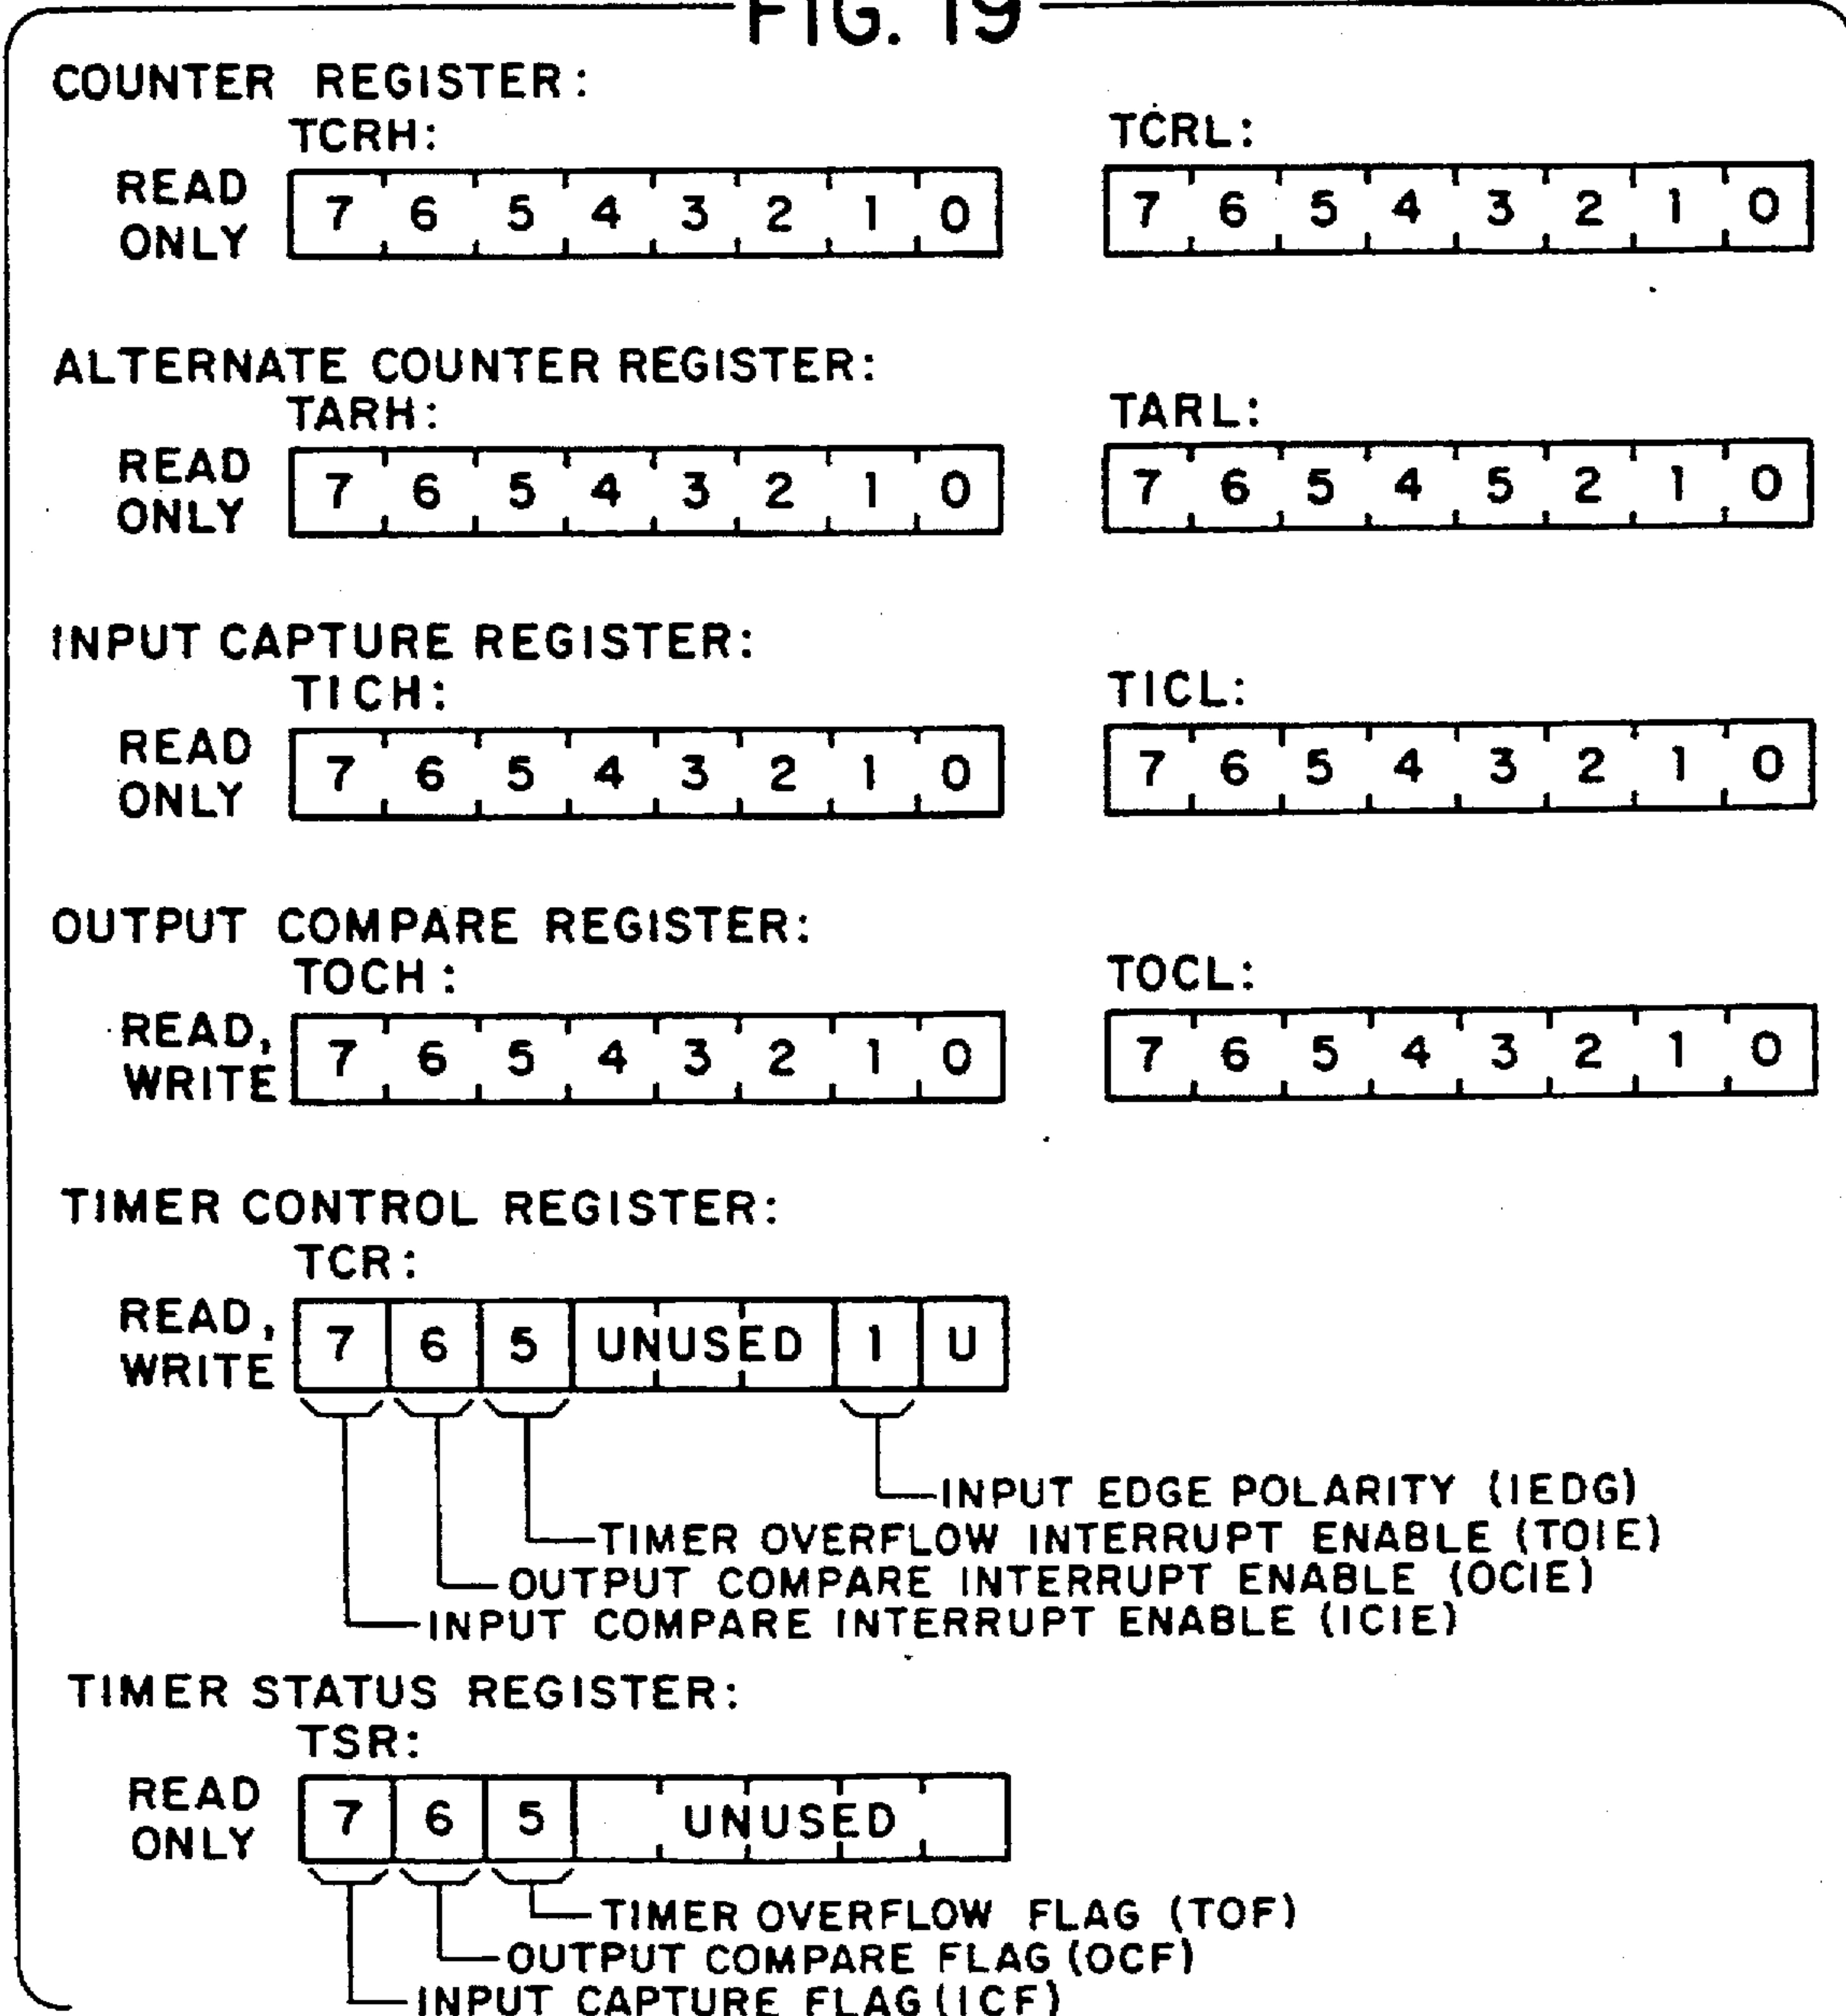 FIG. 19
COUNTER REGISTER:
TCRH: TCRL:
READ ONLY 7 6 5 4 3 2 1 0 7 6 5 4 3 2 1 0
ALTERNATE COUNTER REGISTER:
TARH: TARL:
READ ONLY 7 6 5 4 3 2 1 0 7 6 5 4 5 2 1 0
INPUT CAPTURE REGISTER:
TICH: TICL:
READ ONLY 7 6 5 4 3 2 1 0 7 6 5 4 3 2 1 0
OUTPUT COMPARE REGISTER:
TOCH: TOCL:
READ, WRITE 7 6 5 4 3 2 1 0 7 6 5 4 3 2 1 0
TIMER CONTROL REGISTER:
TCR:
READ, WRITE 7 6 5 UNUSED 1 U
INPUT EDGE POLARITY (IEDG)
TIMER OVERFLOW INTERRUPT ENABLE (TOIE)
OUTPUT COMPARE INTERRUPT ENABLE (OCIE)
INPUT COMPARE INTERRUPT ENABLE (ICIE)
TIMER STATUS REGISTER:
TSR:
READ ONLY 7 6 5 UNUSED
TIMER OVERFLOW FLAG (TOF)
OUTPUT COMPARE FLAG (OCF)
INPUT CAPTURE FLAG (ICF)